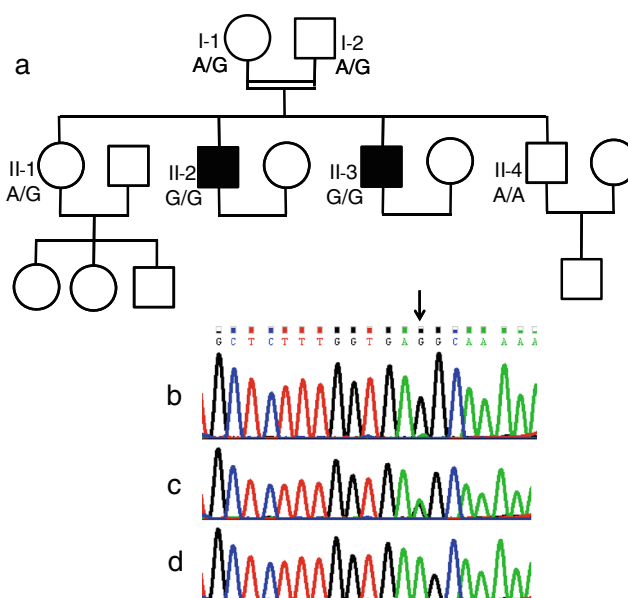 a
I-1
A/G
I-2
A/G
II-1
A/G
II-2
G/G
II-3
G/G
II-4
A/A
b
G C T C T T T G G T G A G G C A A A A A
c
d